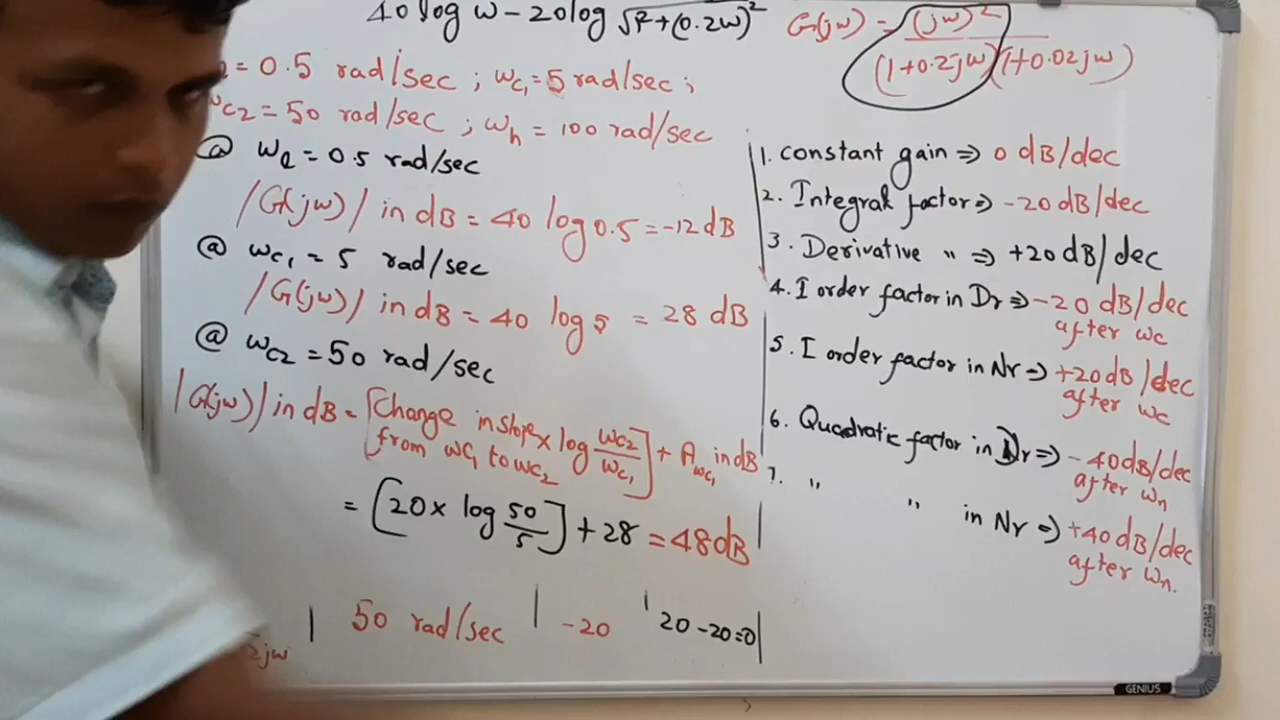 40 log ω - 20 log √1²+(0.2ω)²
G(jω) = (jω)² / (1+0.2jω)(1+0.02jω)
= 0.5 rad/sec ; ωc₁=5 rad/sec ;
ωc2 = 50 rad/sec ; ωh = 100 rad/sec
@ ωl = 0.5 rad/sec
|G(jω)| in dB = 40 log 0.5 = -12 dB
@ ωc₁ = 5 rad/sec
|G(jω)| in dB = 40 log 5 = 28 dB
@ ωc2 = 50 rad/sec
|G(jω)| in dB = [Change in slope from ωc₁ to ωc₂ × log ωc2/ωc₁] + Aωc₁ in dB
= [20 × log 50/5] + 28 = 48 dB
50 rad/sec | -20 | 20-20=0
2jω
1. constant gain ⇒ 0 dB/dec
2. Integral factor ⇒ -20 dB/dec
3. Derivative " ⇒ +20 dB/dec
4. I order factor in Dr ⇒ -20 dB/dec
after ωc
5. I order factor in Nr ⇒ +20 dB/dec
after ωc
6. Quadratic factor in Dr ⇒ -40 dB/dec
after ωn
7. " " in Nr ⇒ +40 dB/dec
after ωn.
GENIUS